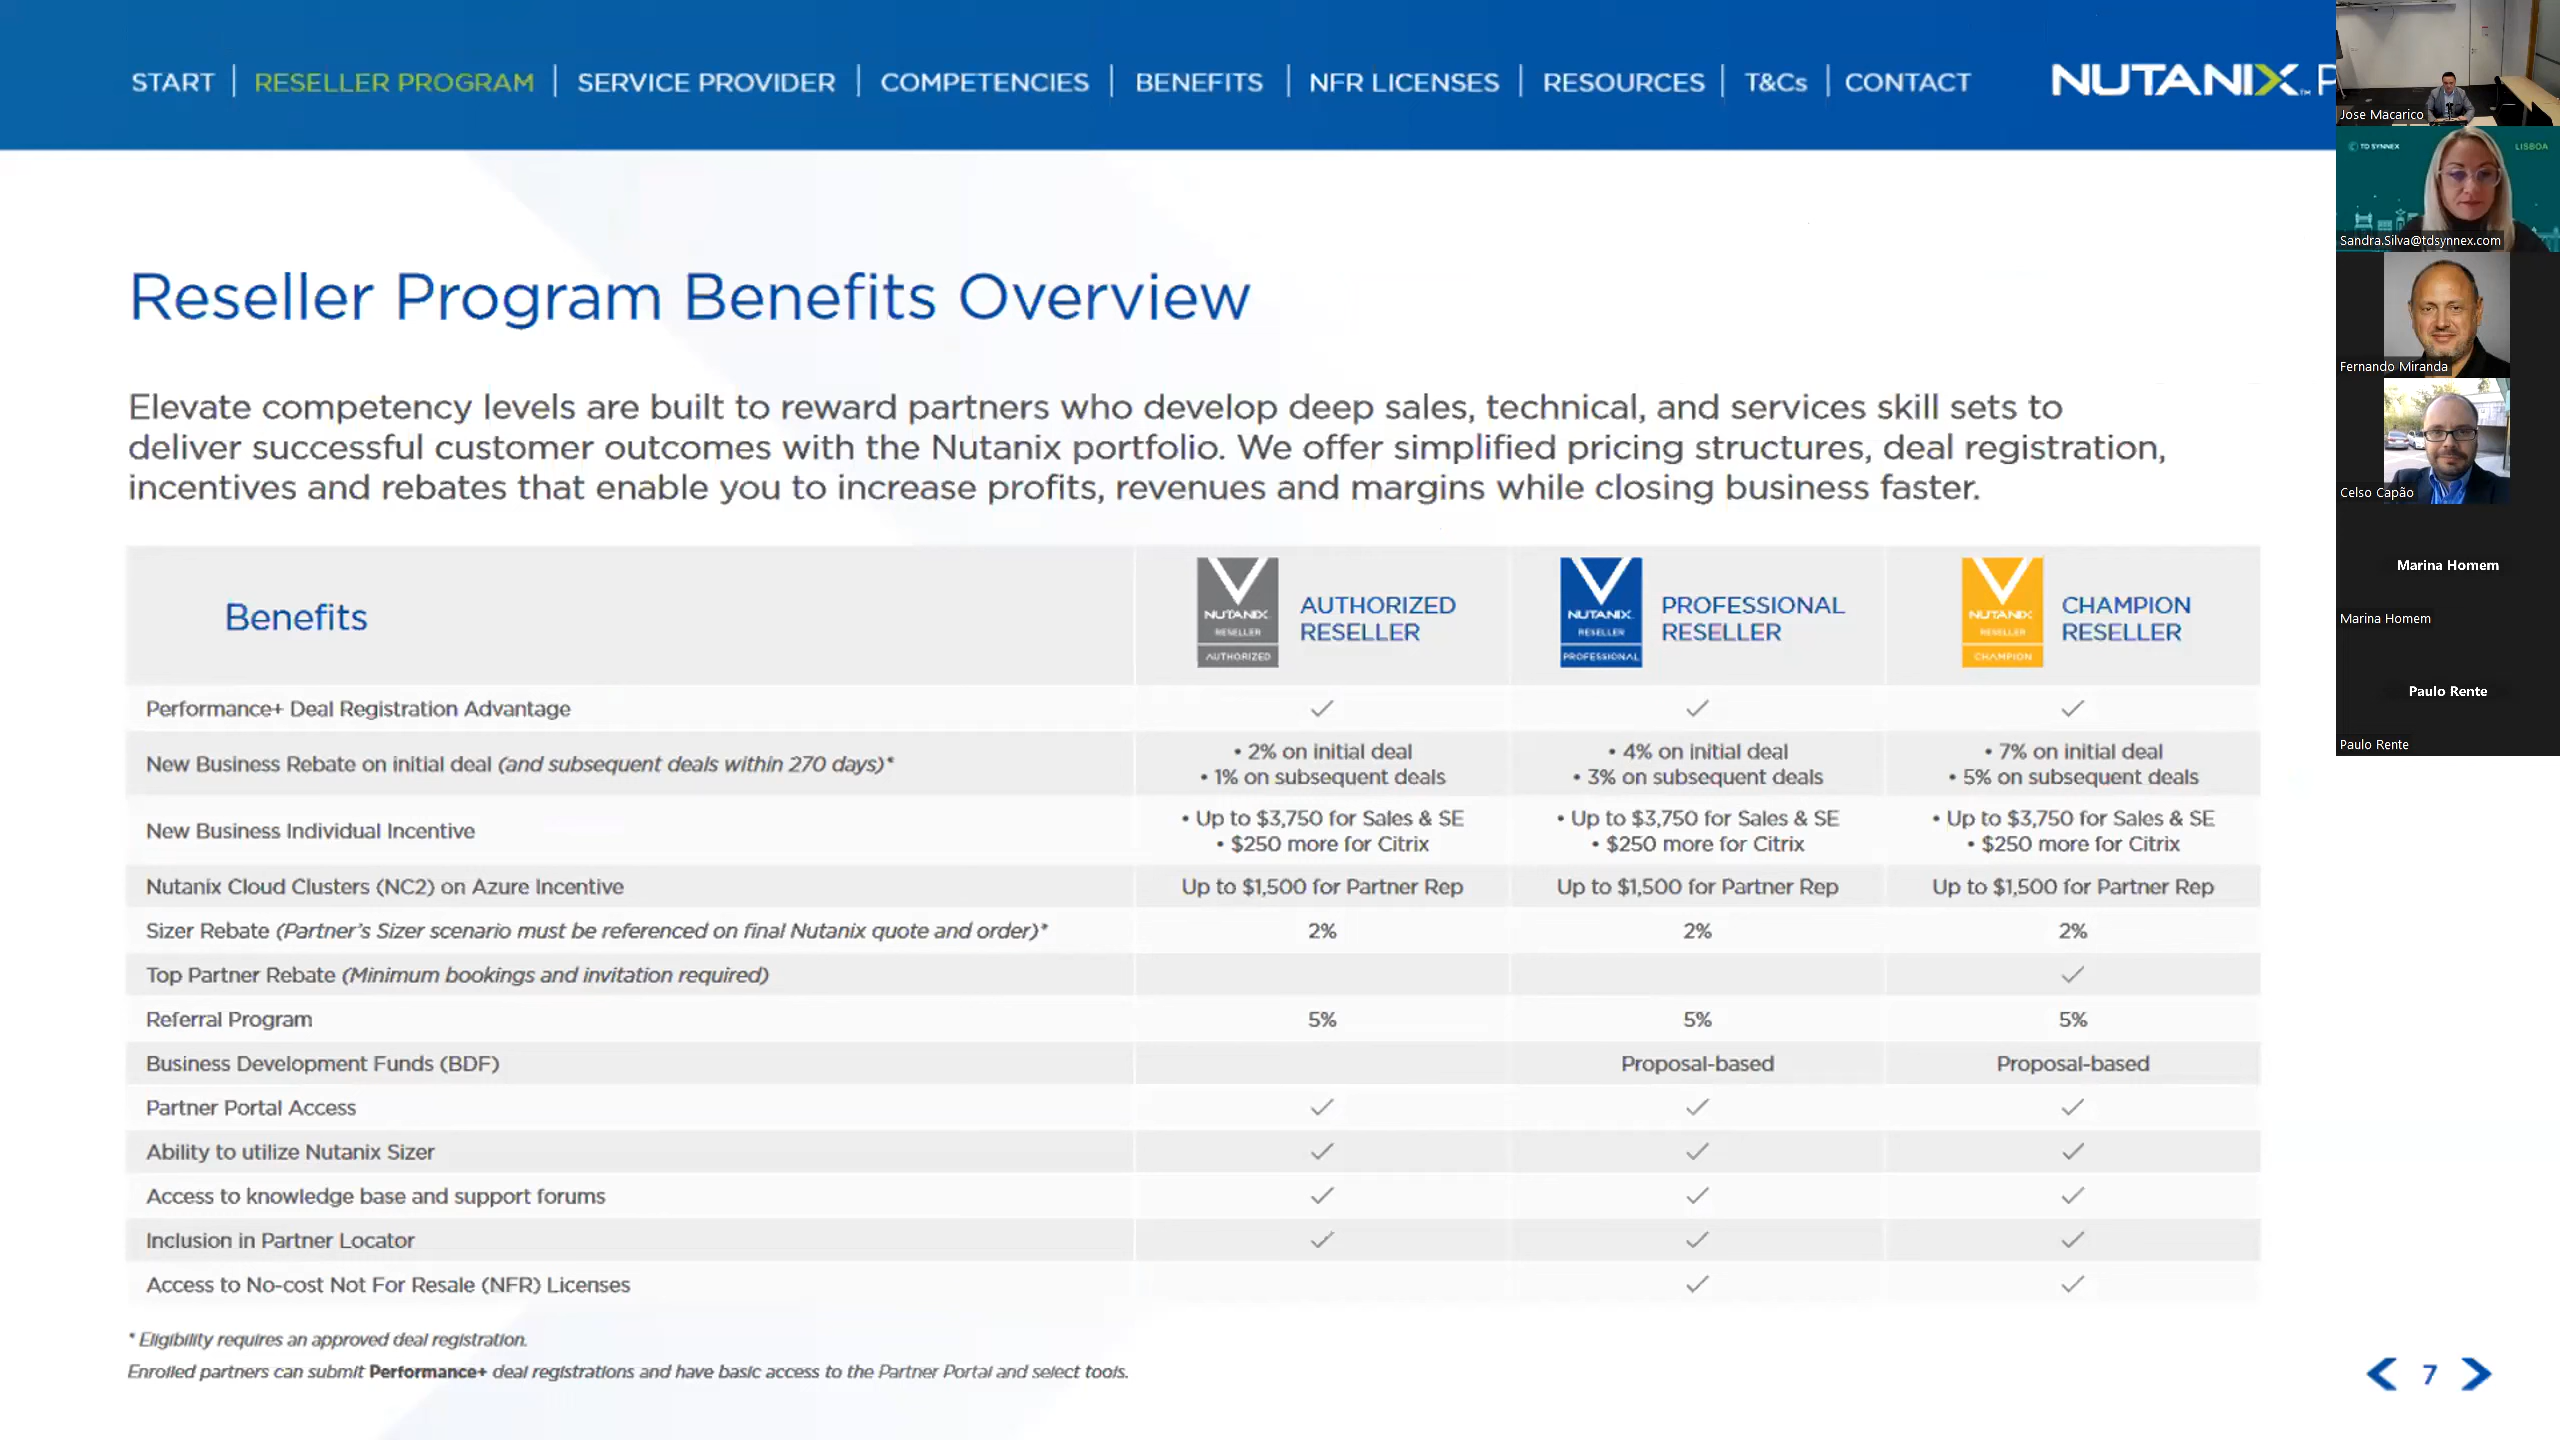 START | RESELLER PROGRAM | SERVICE PROVIDER | COMPETENCIES | BENEFITS | NFR LICENSES | RESOURCES | T&Cs | CONTACT NUTANIX™ P
Jose Macarico
TD SYNNEX LISBOA
Sandra.Silva@tdsynnex.com
Fernando Miranda
Celso Capão
Marina Homem
Marina Homem
Paulo Rente
Paulo Rente
Reseller Program Benefits Overview
Elevate competency levels are built to reward partners who develop deep sales, technical, and services skill sets to
deliver successful customer outcomes with the Nutanix portfolio. We offer simplified pricing structures, deal registration,
incentives and rebates that enable you to increase profits, revenues and margins while closing business faster.
Benefits
NUTANIX
RESELLER
AUTHORIZED
AUTHORIZED
RESELLER
NUTANIX
RESELLER
PROFESSIONAL
PROFESSIONAL
RESELLER
NUTANIX
RESELLER
CHAMPION
CHAMPION
RESELLER
Performance+ Deal Registration Advantage ✓ ✓ ✓
New Business Rebate on initial deal (and subsequent deals within 270 days)*
• 2% on initial deal
• 1% on subsequent deals
• 4% on initial deal
• 3% on subsequent deals
• 7% on initial deal
• 5% on subsequent deals
New Business Individual Incentive
• Up to $3,750 for Sales & SE
• $250 more for Citrix
• Up to $3,750 for Sales & SE
• $250 more for Citrix
• Up to $3,750 for Sales & SE
• $250 more for Citrix
Nutanix Cloud Clusters (NC2) on Azure Incentive Up to $1,500 for Partner Rep Up to $1,500 for Partner Rep Up to $1,500 for Partner Rep
Sizer Rebate (Partner's Sizer scenario must be referenced on final Nutanix quote and order)* 2% 2% 2%
Top Partner Rebate (Minimum bookings and invitation required) ✓
Referral Program 5% 5% 5%
Business Development Funds (BDF) Proposal-based Proposal-based
Partner Portal Access ✓ ✓ ✓
Ability to utilize Nutanix Sizer ✓ ✓ ✓
Access to knowledge base and support forums ✓ ✓ ✓
Inclusion in Partner Locator ✓ ✓ ✓
Access to No-cost Not For Resale (NFR) Licenses ✓ ✓
* Eligibility requires an approved deal registration.
Enrolled partners can submit Performance+ deal registrations and have basic access to the Partner Portal and select tools.
7